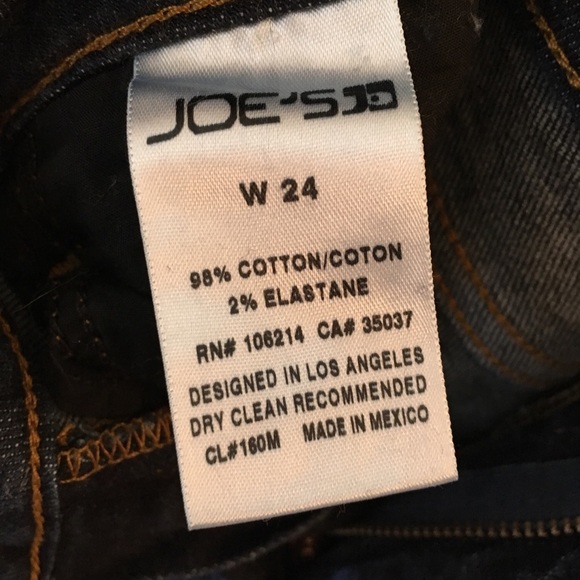 JOE'S JD
W 24
98% COTTON/COTON
2% ELASTANE
RN# 106214 CA# 35037
DESIGNED IN LOS ANGELES
DRY CLEAN RECOMMENDED
CL#160M MADE IN MEXICO